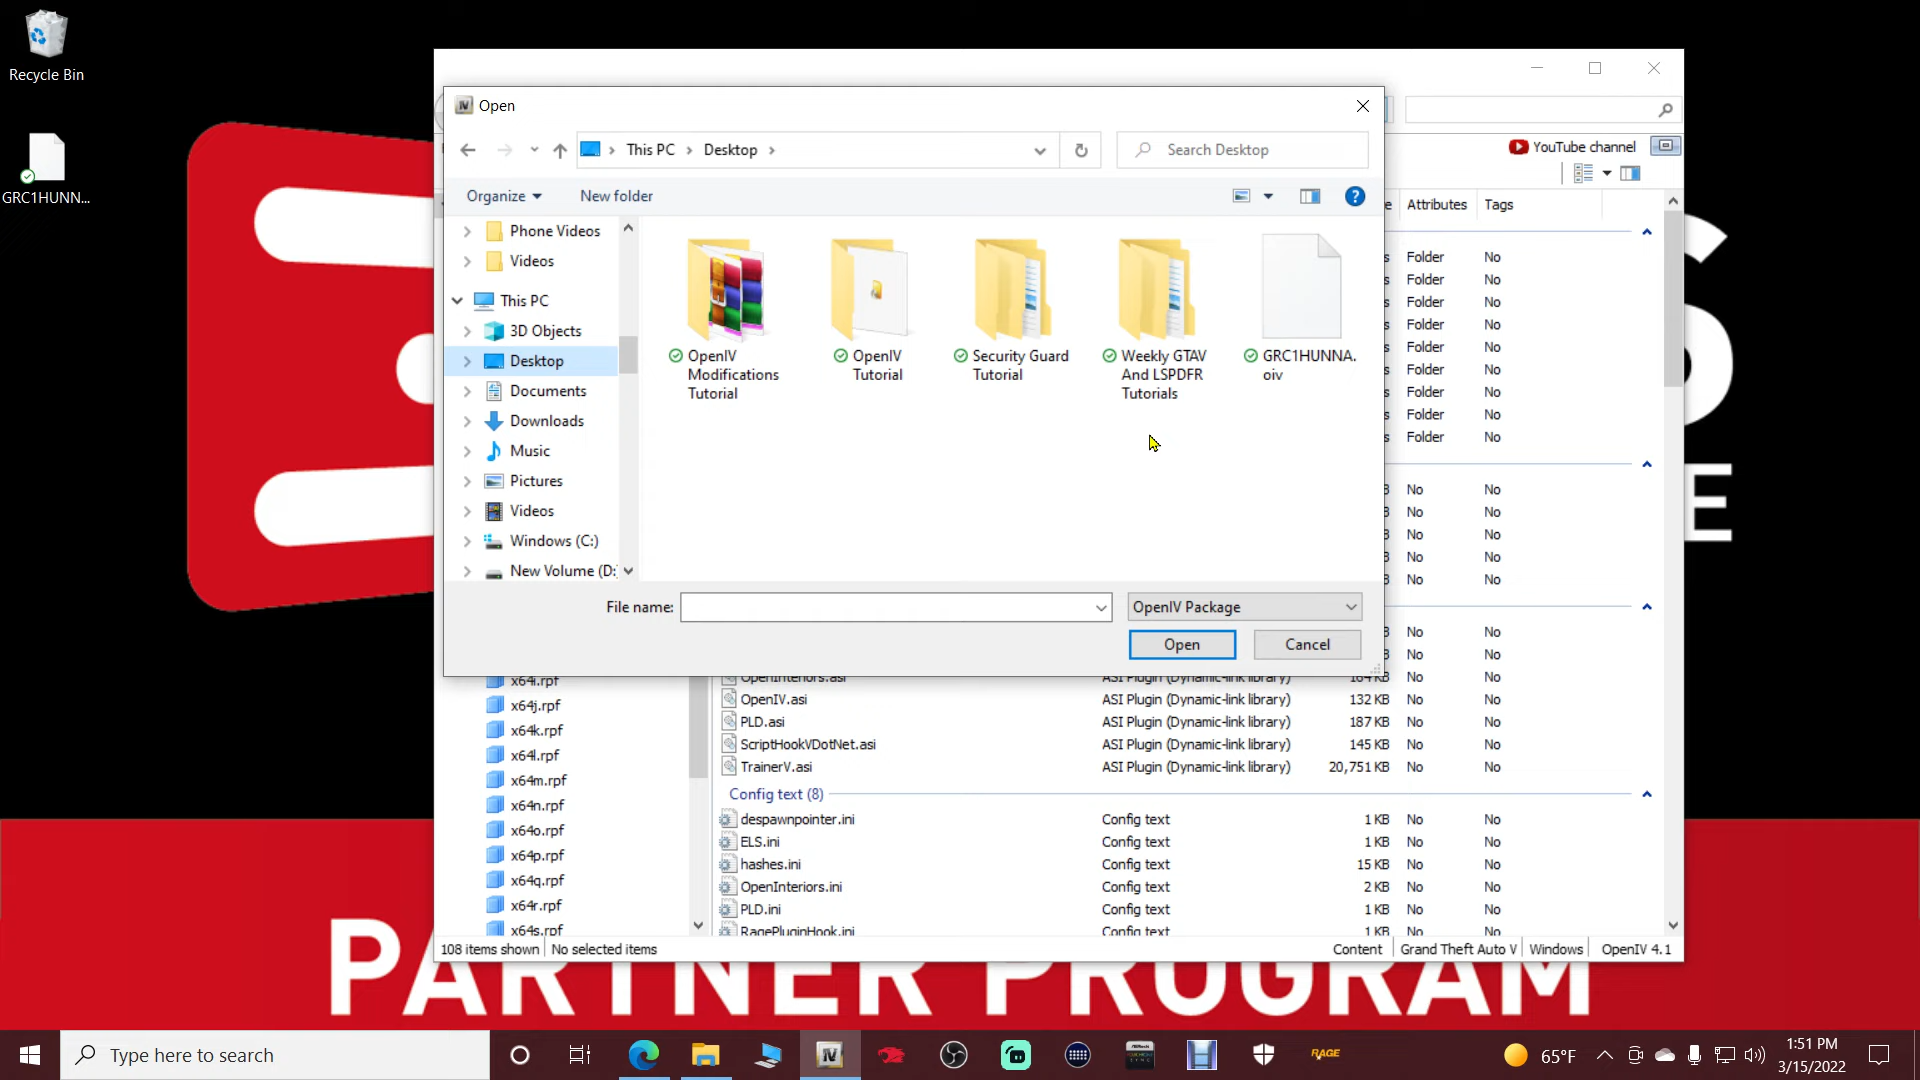 Recycle Bin
GRC1HUNN...
Open
This PC
Desktop
Search Desktop
Organize
New folder
Phone Videos
Videos
This PC
3D Objects
Desktop
Documents
Downloads
Music
Pictures
Videos
Windows (C:)
New Volume (D:
OpenIV
Modifications
Tutorial
OpenIV
Tutorial
Security Guard
Tutorial
Weekly GTAV
And LSPDFR
Tutorials
GRC1HUNNA.
oiv
File name:
OpenIV Package
Open
Cancel
YouTube channel
Attributes Tags
Folder No
Folder No
Folder No
Folder No
Folder No
Folder No
Folder No
Folder No
Folder No
No No
No No
No No
No No
No No
No No
No No
x64i.rpf
x64j.rpf
x64k.rpf
x64l.rpf
x64m.rpf
x64n.rpf
x64o.rpf
x64p.rpf
x64q.rpf
x64r.rpf
x64s.rpf
OpenInteriors.asi ASI Plugin (Dynamic-link library) 164 KB No No
OpenIV.asi ASI Plugin (Dynamic-link library) 132 KB No No
PLD.asi ASI Plugin (Dynamic-link library) 187 KB No No
ScriptHookVDotNet.asi ASI Plugin (Dynamic-link library) 145 KB No No
TrainerV.asi ASI Plugin (Dynamic-link library) 20,751 KB No No
Config text (8)
despawnpointer.ini Config text 1 KB No No
ELS.ini Config text 1 KB No No
hashes.ini Config text 15 KB No No
OpenInteriors.ini Config text 2 KB No No
PLD.ini Config text 1 KB No No
RagePluginHook.ini Config text 1 KB No No
108 items shown No selected items
Content Grand Theft Auto V Windows OpenIV 4.1
PARTNER PROGRAM
Type here to search
RAGE
65°F
1:51 PM
3/15/2022